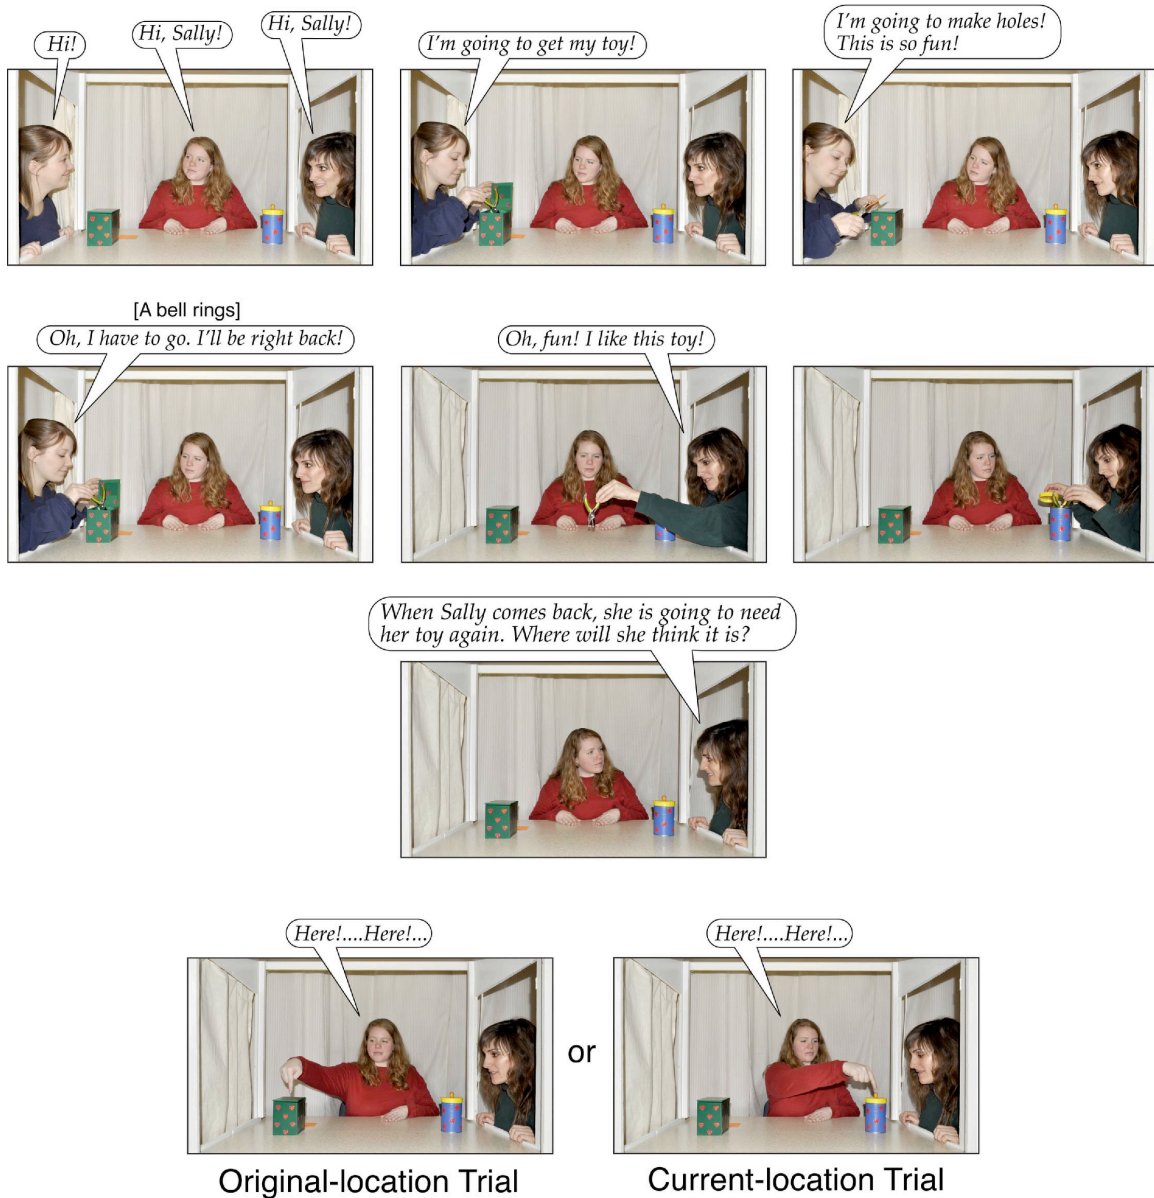 Hi!
Hi, Sally!
Hi, Sally!
I'm going to get my toy!
I'm going to make holes!
This is so fun!
[A bell rings]
Oh, I have to go. I'll be right back!
Oh, fun! I like this toy!
When Sally comes back, she is going to need
her toy again. Where will she think it is?
Here!....Here!...
Here!....Here!...
or
Original-location Trial
Current-location Trial